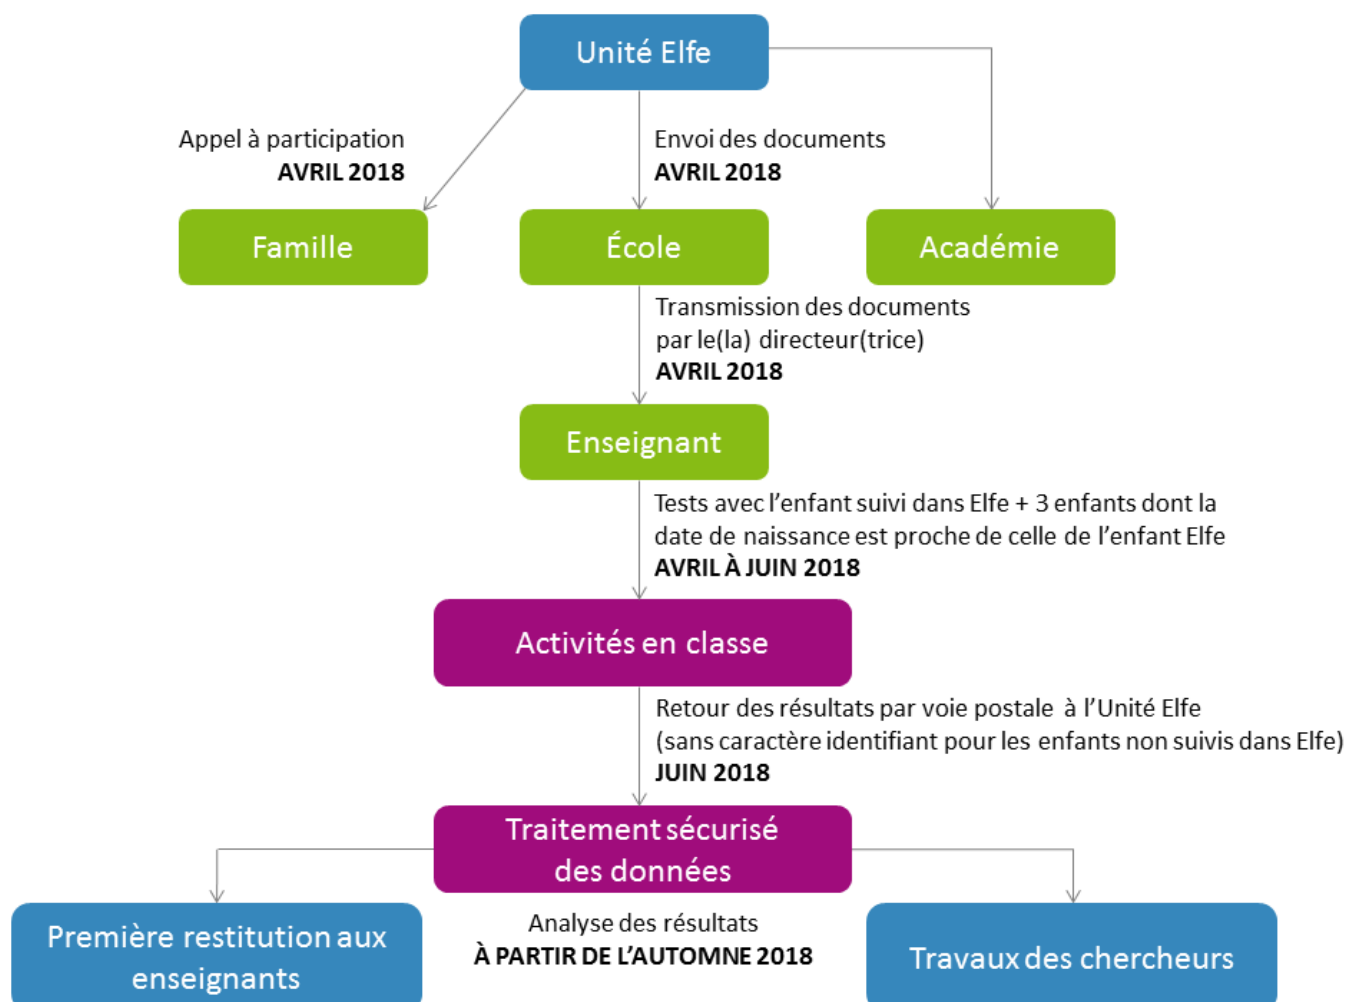 Unité Elfe
Appel à participation
AVRIL 2018
Envoi des documents
AVRIL 2018
Famille
École
Académie
Transmission des documents
par le(la) directeur(trice)
AVRIL 2018
Enseignant
Tests avec l’enfant suivi dans Elfe + 3 enfants dont la
date de naissance est proche de celle de l’enfant Elfe
AVRIL À JUIN 2018
Activités en classe
Retour des résultats par voie postale à l’Unité Elfe
(sans caractère identifiant pour les enfants non suivis dans Elfe)
JUIN 2018
Traitement sécurisé
des données
Première restitution aux
enseignants
Analyse des résultats
À PARTIR DE L’AUTOMNE 2018
Travaux des chercheurs